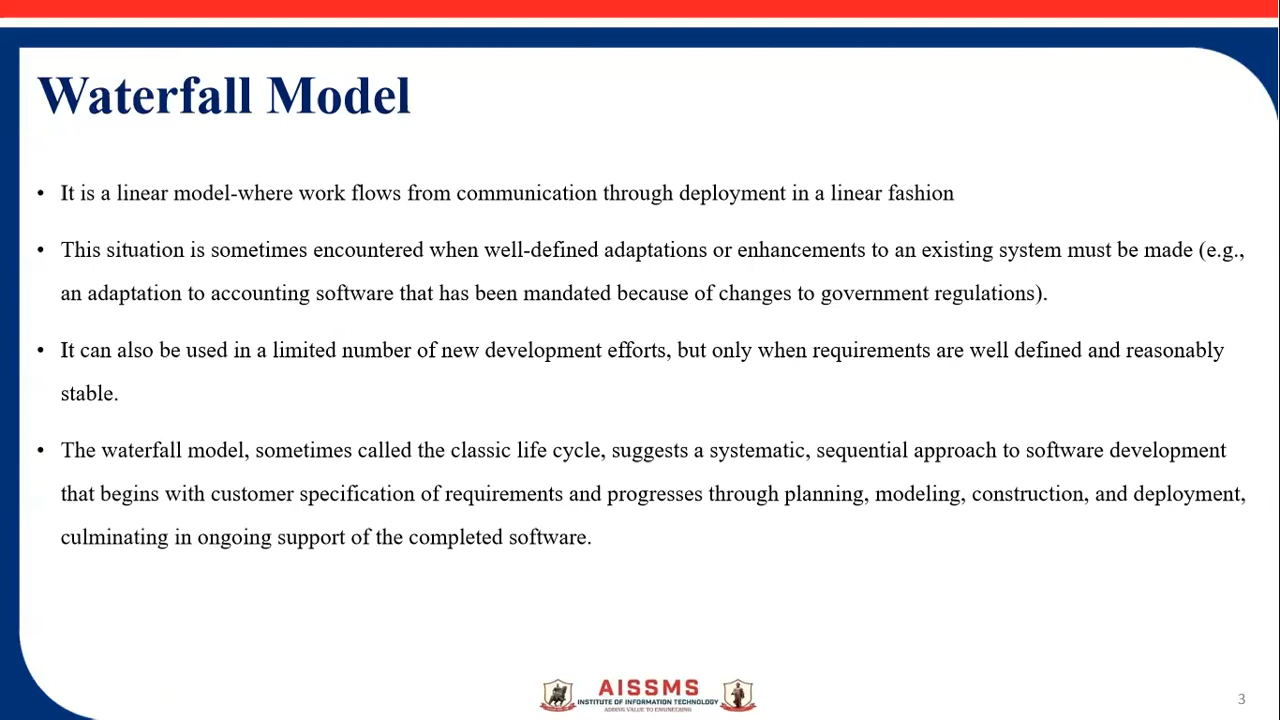 Waterfall Model
• It is a linear model-where work flows from communication through deployment in a linear fashion
• This situation is sometimes encountered when well-defined adaptations or enhancements to an existing system must be made (e.g.,
an adaptation to accounting software that has been mandated because of changes to government regulations).
• It can also be used in a limited number of new development efforts, but only when requirements are well defined and reasonably
stable.
• The waterfall model, sometimes called the classic life cycle, suggests a systematic, sequential approach to software development
that begins with customer specification of requirements and progresses through planning, modeling, construction, and deployment,
culminating in ongoing support of the completed software.
AISSMS
INSTITUTE OF INFORMATION TECHNOLOGY
ADDING VALUE TO ENGINEERING
3